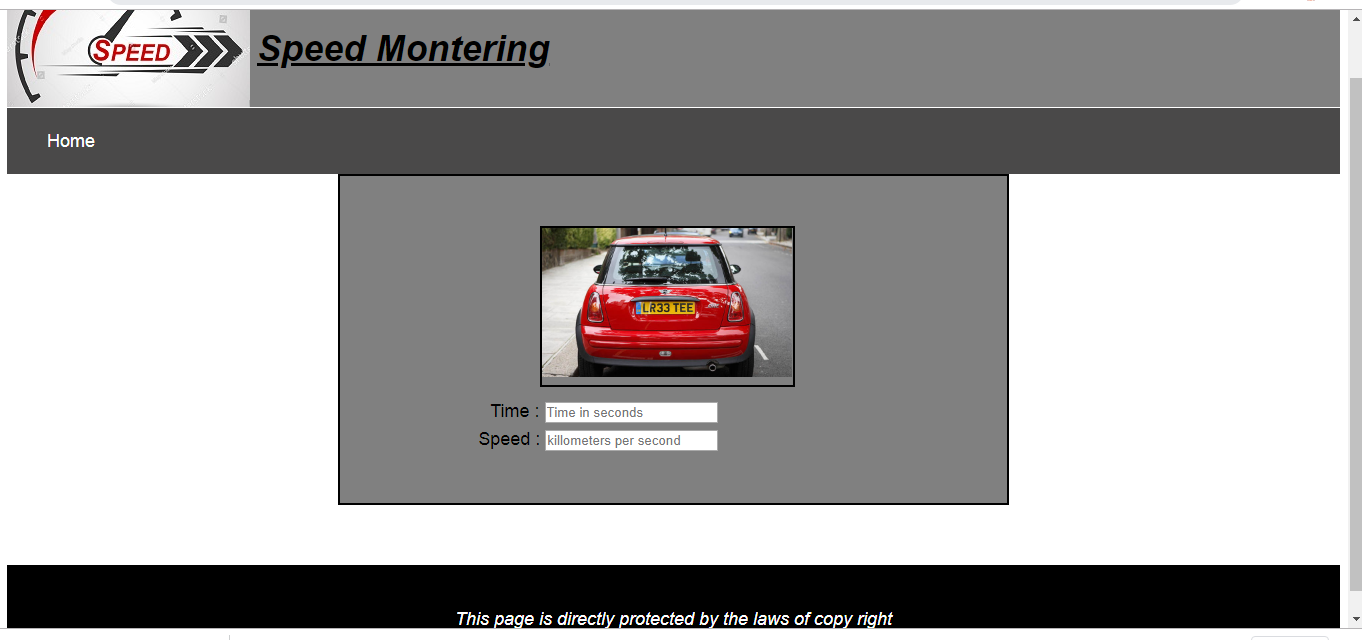 SPEED
Speed Montering
Home
LR33 TEE
Time :
Time in seconds
Speed :
killometers per second
This page is directly protected by the laws of copy right